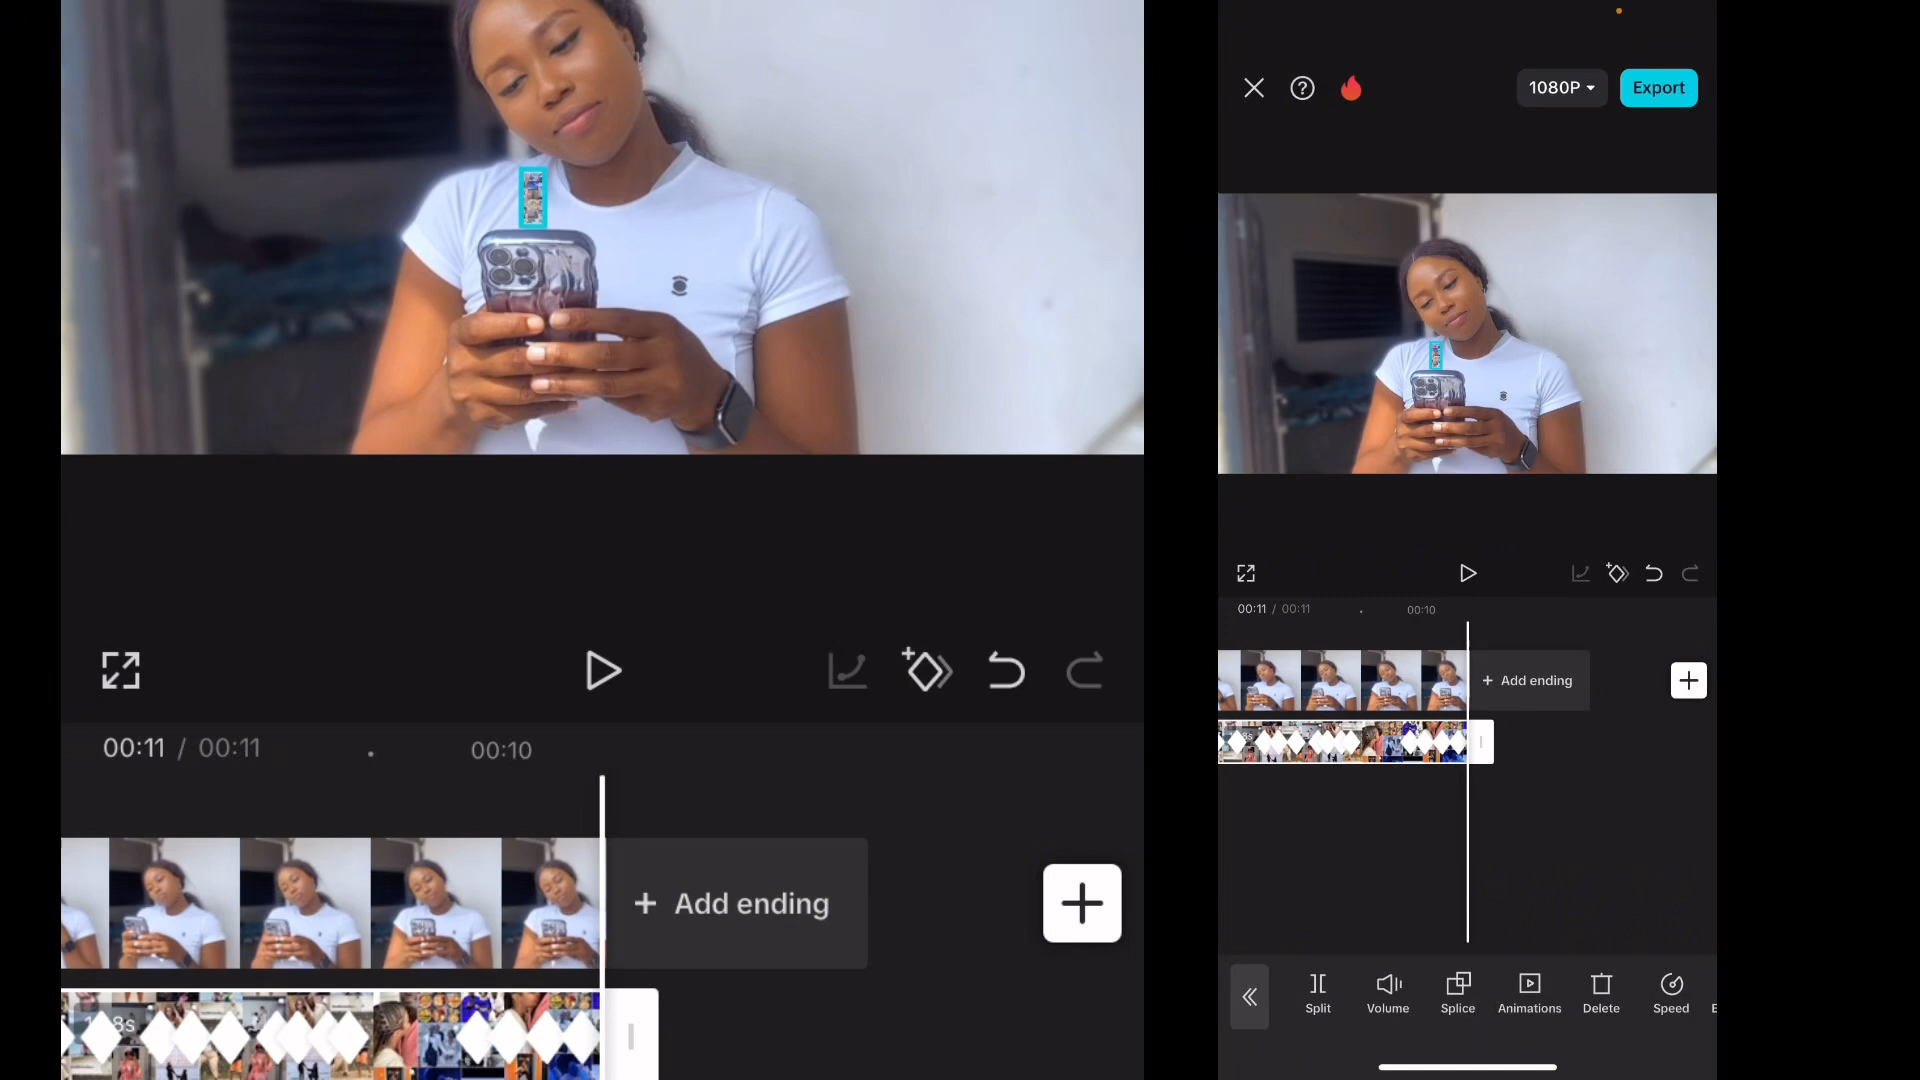 00:11 / 00:11
00:10
+ Add ending
1080P
Export
00:11 / 00:11
00:10
+ Add ending
Split
Volume
Splice
Animations
Delete
Speed